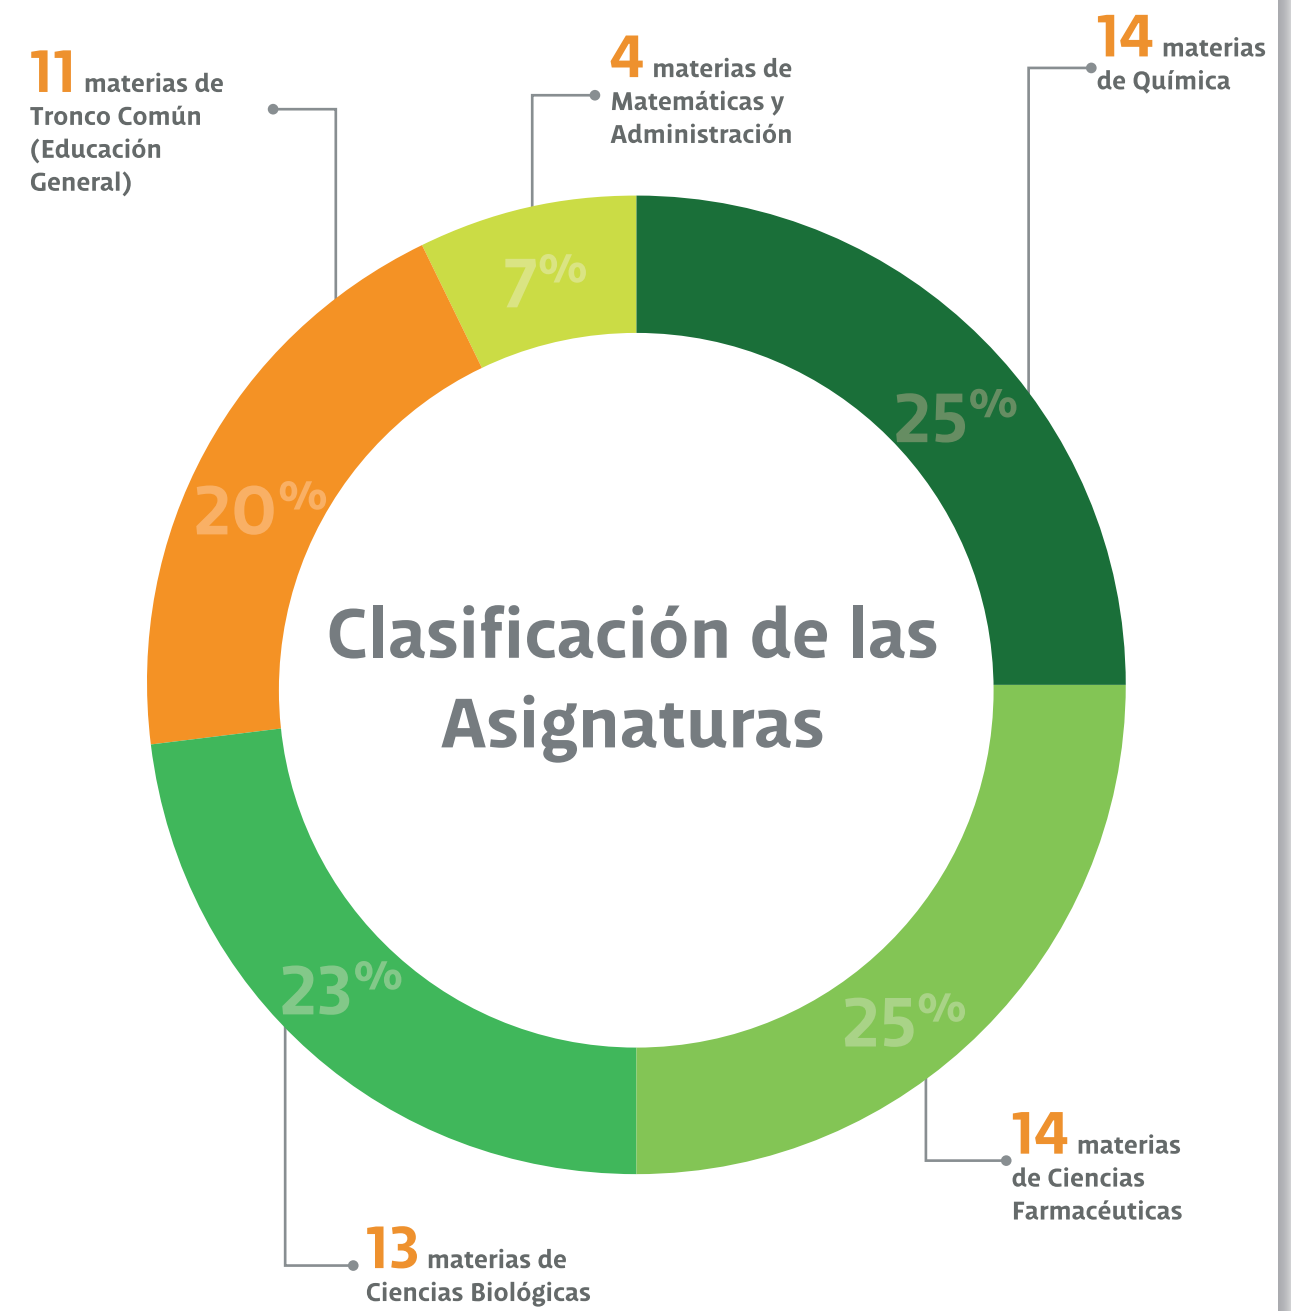 11 materias de
Tronco Común
(Educación
General)
4 materias de
Matemáticas y
Administración
14 materias
de Química
7%
25%
20%
Clasificación de las
Asignaturas
23%
25%
14 materias
de Ciencias
Farmacéuticas
13 materias de
Ciencias Biológicas